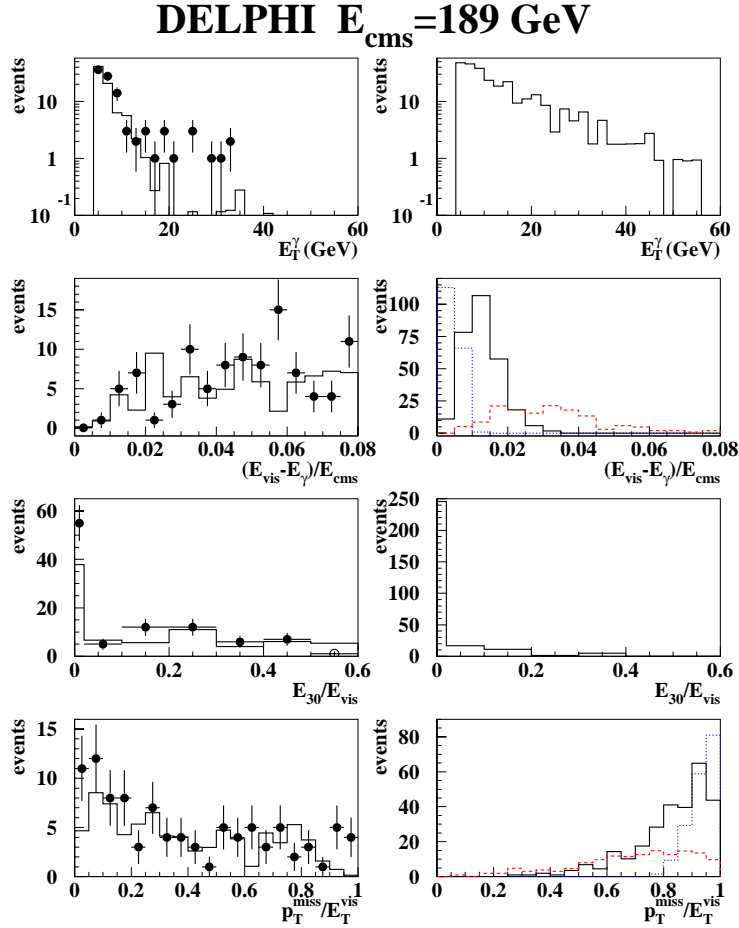 DELPHI E_cms=189 GeV
events
10
1
10^-1
0 20 40 60
E_T^γ (GeV)
events
10
1
10^-1
0 20 40 60
E_T^γ (GeV)
events
15
10
5
0
0 0.02 0.04 0.06 0.08
(E_vis-E_γ)/E_cms
events
100
75
50
25
0
0 0.02 0.04 0.06 0.08
(E_vis-E_γ)/E_cms
events
60
40
20
0
0 0.2 0.4 0.6
E_30/E_vis
events
250
200
150
100
50
0
0 0.2 0.4 0.6
E_30/E_vis
events
15
10
5
0
0 0.2 0.4 0.6 0.8 1
p_T^miss/E_T^vis
events
80
60
40
20
0
0 0.2 0.4 0.6 0.8 1
p_T^miss/E_T^vis